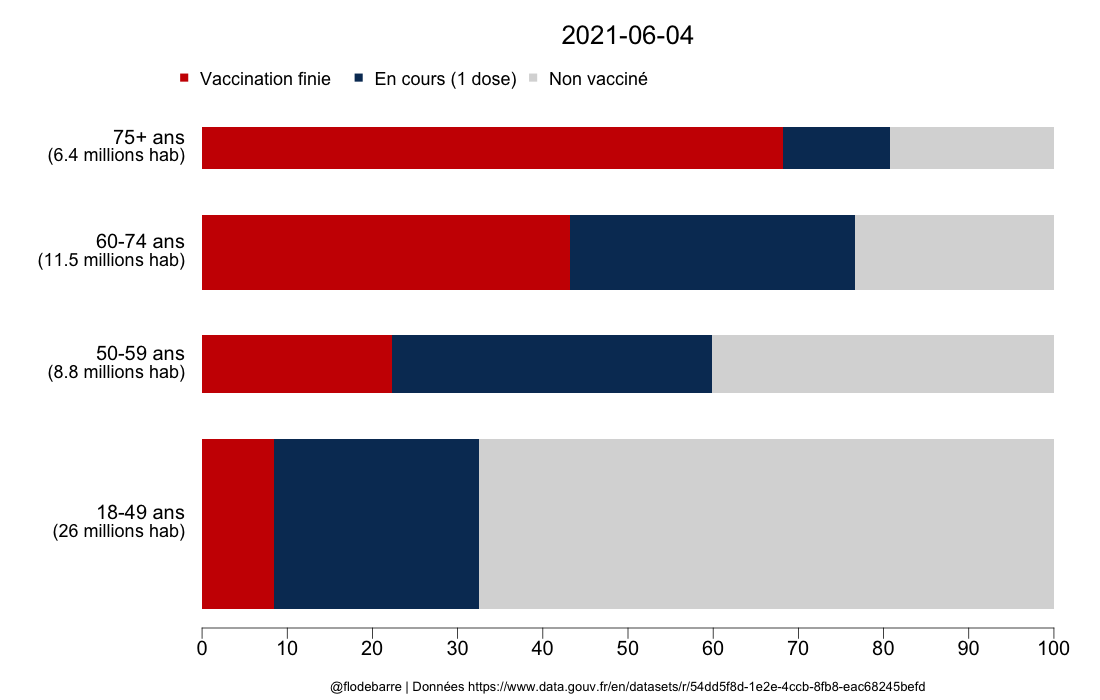 2021-06-04
Vaccination finie
En cours (1 dose)
Non vacciné
75+ ans
(6.4 millions hab)
60-74 ans
(11.5 millions hab)
50-59 ans
(8.8 millions hab)
18-49 ans
(26 millions hab)
0 10 20 30 40 50 60 70 80 90 100
@flodebarre | Données https://www.data.gouv.fr/en/datasets/r/54dd5f8d-1e2e-4ccb-8fb8-eac68245befd